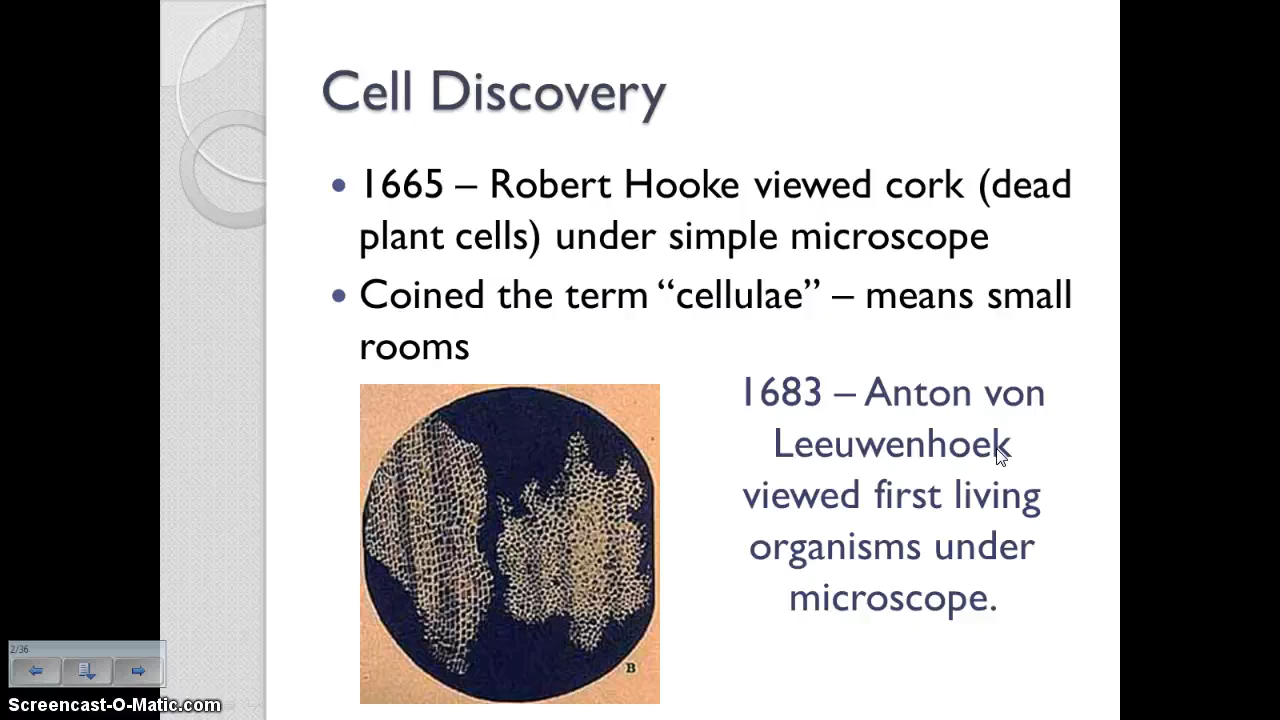 Cell Discovery
• 1665 – Robert Hooke viewed cork (dead
plant cells) under simple microscope
• Coined the term “cellulae” – means small
rooms
1683 – Anton von
Leeuwenhoek
viewed first living
organisms under
microscope.
B
2/36
Screencast-O-Matic.com